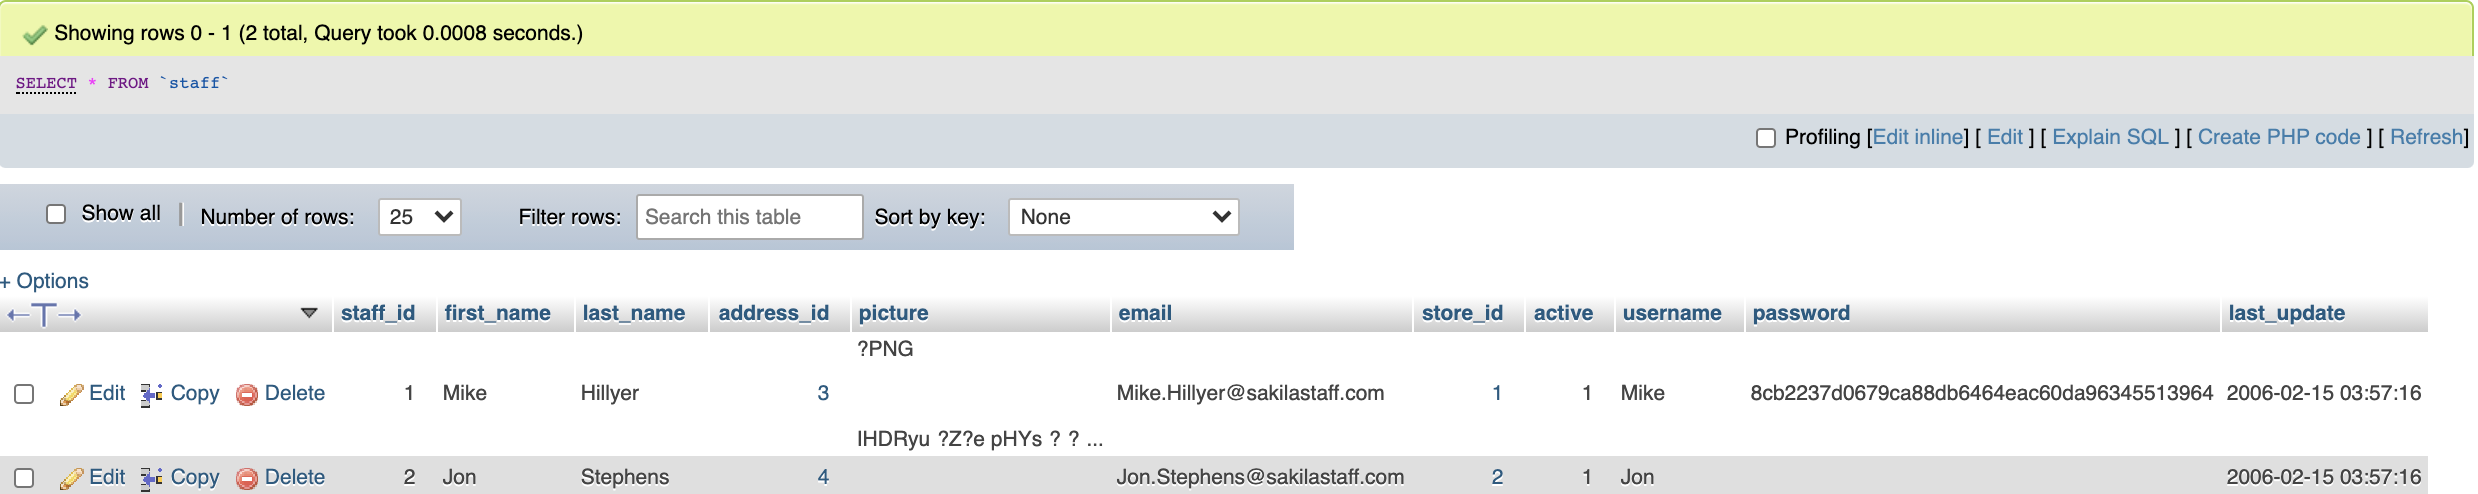 Showing rows 0 - 1 (2 total, Query took 0.0008 seconds.)
SELECT * FROM `staff`
Profiling [Edit inline] [ Edit ] [ Explain SQL ] [ Create PHP code ] [ Refresh]
Show all | Number of rows: 25 Filter rows: Search this table Sort by key: None
+ Options
←T→ staff_id first_name last_name address_id picture email store_id active username password last_update
?PNG
Edit Copy Delete 1 Mike Hillyer 3 Mike.Hillyer@sakilastaff.com 1 1 Mike 8cb2237d0679ca88db6464eac60da96345513964 2006-02-15 03:57:16
IHDRyu ?Z?e pHYs ? ? ...
Edit Copy Delete 2 Jon Stephens 4 Jon.Stephens@sakilastaff.com 2 1 Jon 2006-02-15 03:57:16